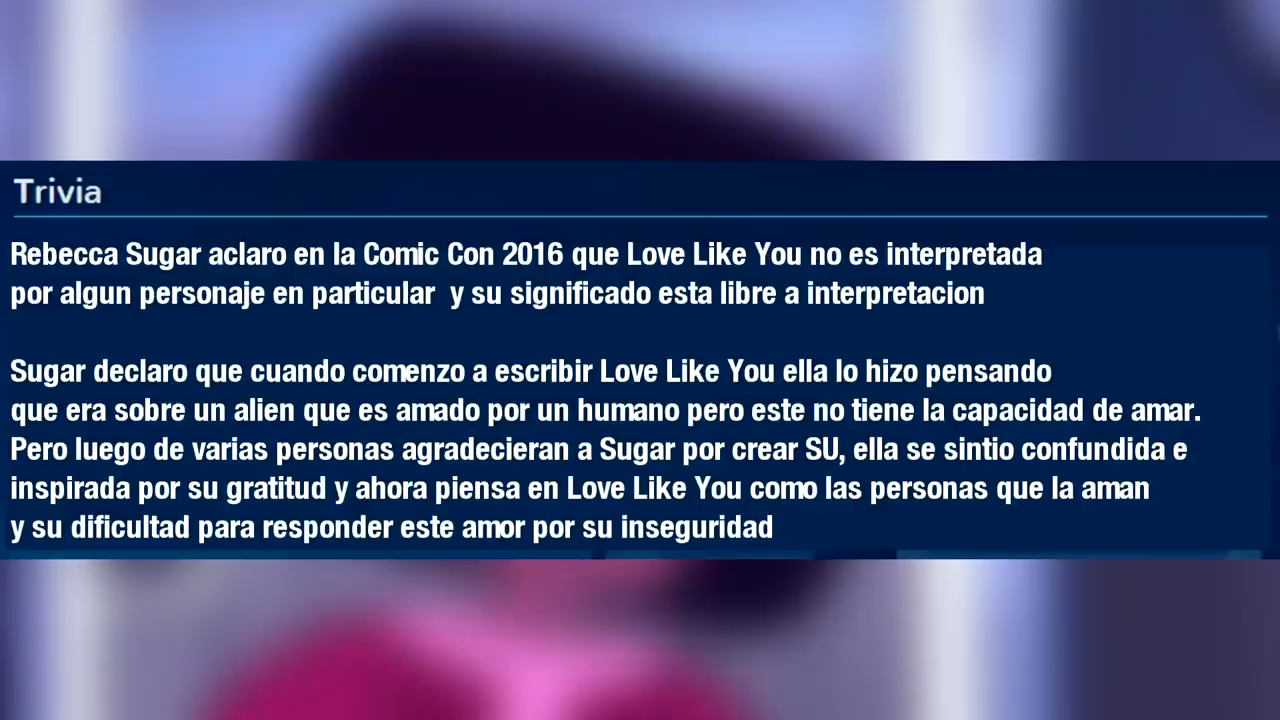 Trivia
Rebecca Sugar aclaro en la Comic Con 2016 que Love Like You no es interpretada
por algun personaje en particular  y su significado esta libre a interpretacion
Sugar declaro que cuando comenzo a escribir Love Like You ella lo hizo pensando
que era sobre un alien que es amado por un humano pero este no tiene la capacidad de amar.
Pero luego de varias personas agradecieran a Sugar por crear SU, ella se sintio confundida e
inspirada por su gratitud y ahora piensa en Love Like You como las personas que la aman
y su dificultad para responder este amor por su inseguridad